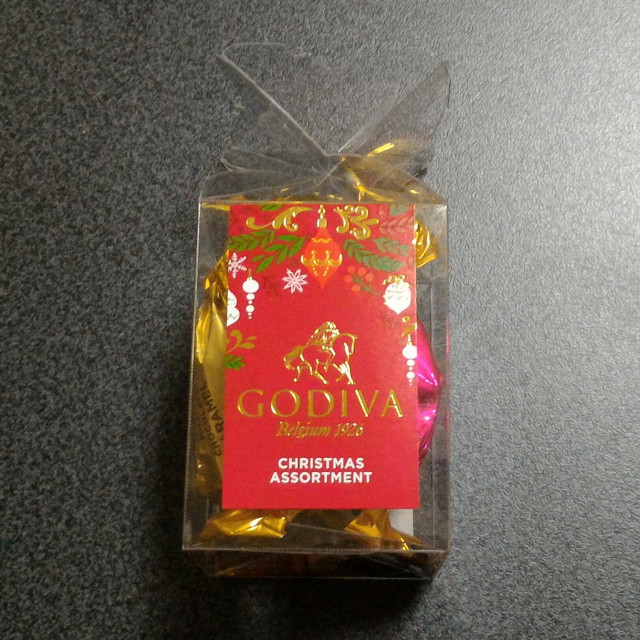 GODIVA
Belgium 1926
CHRISTMAS
ASSORTMENT